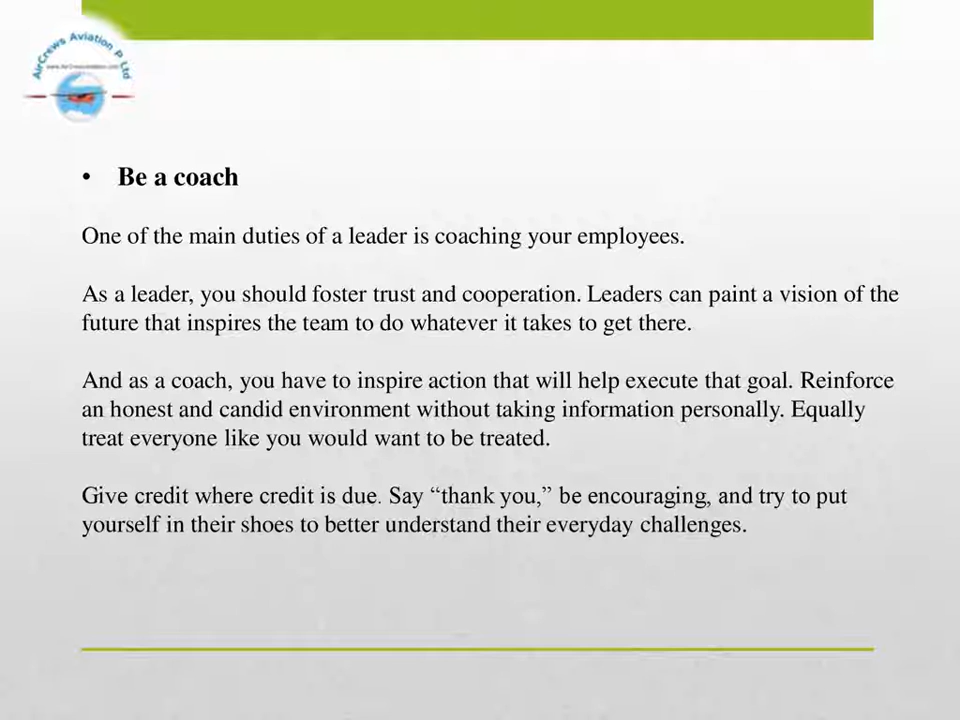 AirCrews Aviation P Ltd
• Be a coach
One of the main duties of a leader is coaching your employees.
As a leader, you should foster trust and cooperation. Leaders can paint a vision of the
future that inspires the team to do whatever it takes to get there.
And as a coach, you have to inspire action that will help execute that goal. Reinforce
an honest and candid environment without taking information personally. Equally
treat everyone like you would want to be treated.
Give credit where credit is due. Say “thank you,” be encouraging, and try to put
yourself in their shoes to better understand their everyday challenges.